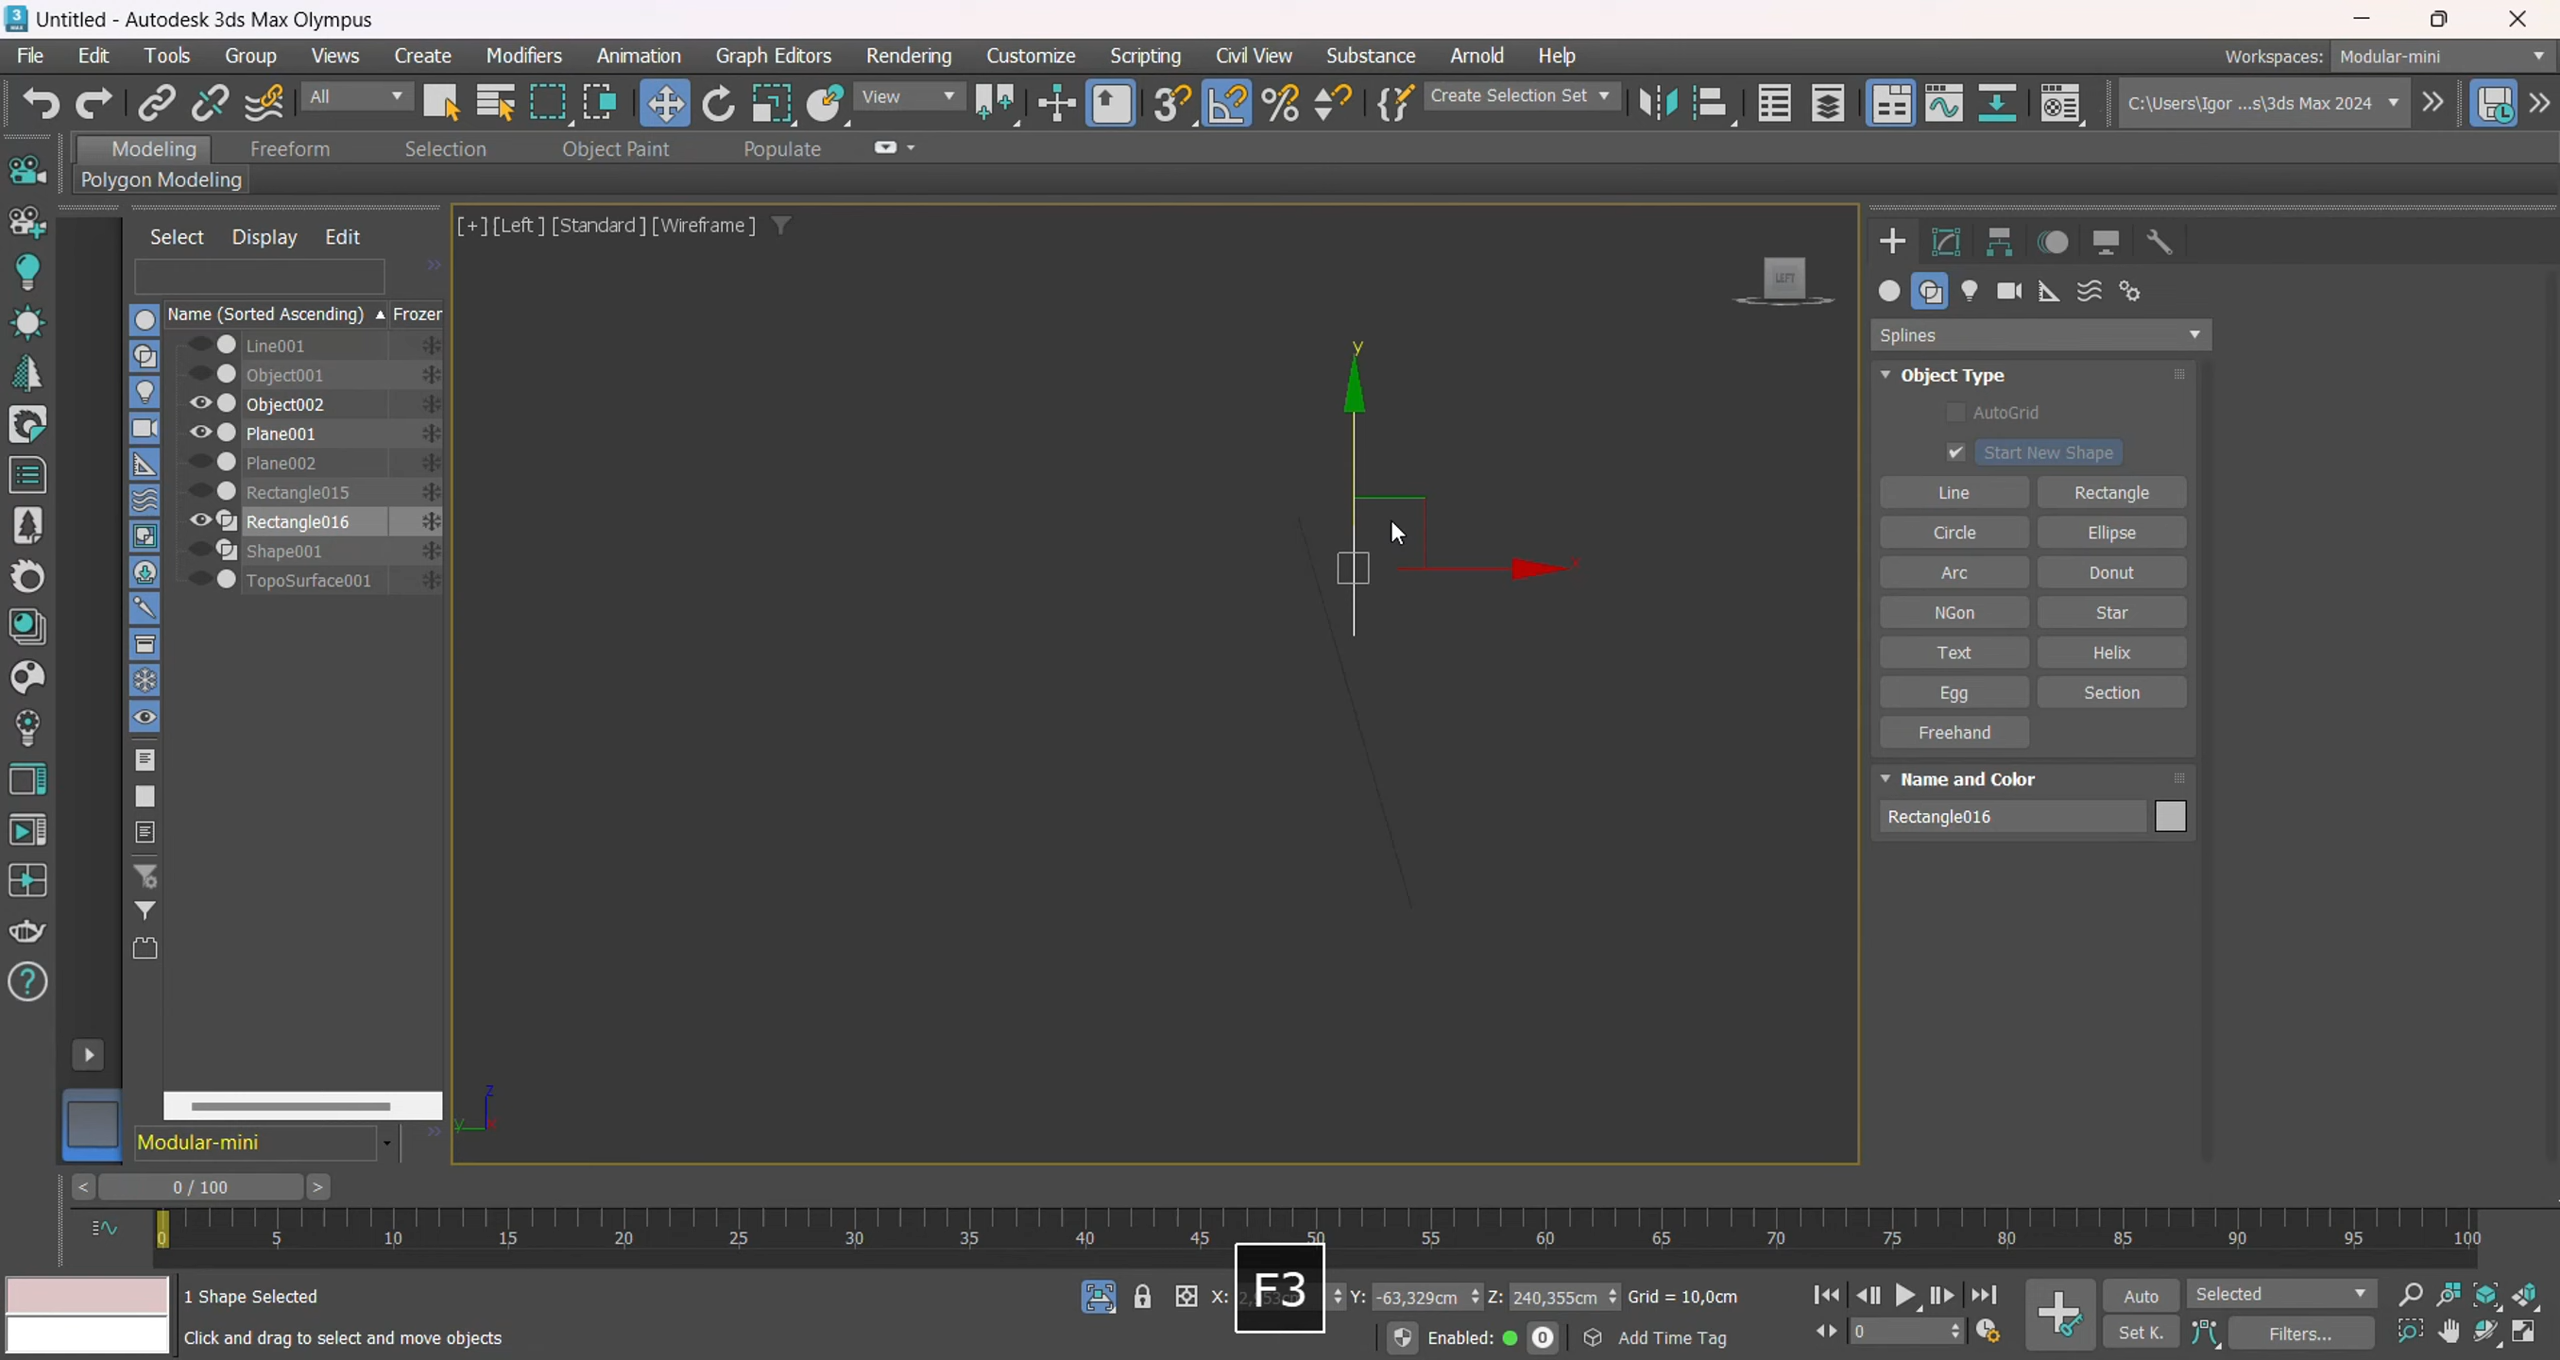 Untitled - Autodesk 3ds Max Olympus
File Edit Tools Group Views Create Modifiers Animation Graph Editors Rendering Customize Scripting Civil View Substance Arnold Help Workspaces: Modular-mini
All View Create Selection Set C:\Users\Igor ...s\3ds Max 2024
Modeling Freeform Selection Object Paint Populate
Polygon Modeling
Select Display Edit
[+] [Left ] [Standard ] [Wireframe ]
LEFT
Name (Sorted Ascending) Frozen
Line001
Object001
Object002
Plane001
Plane002
Rectangle015
Rectangle016
Shape001
TopoSurface001
y
x
z
y
x
Splines
Object Type
AutoGrid
Start New Shape
Line Rectangle
Circle Ellipse
Arc Donut
NGon Star
Text Helix
Egg Section
Freehand
Name and Color
Rectangle016
Modular-mini
< 0 / 100 >
0 5 10 15 20 25 30 35 40 45 50 55 60 65 70 75 80 85 90 95 100
F3
1 Shape Selected X: Y: -63,329cm Z: 240,355cm Grid = 10,0cm Auto Selected
Click and drag to select and move objects Enabled: 0 Add Time Tag 0 Set K. Filters...